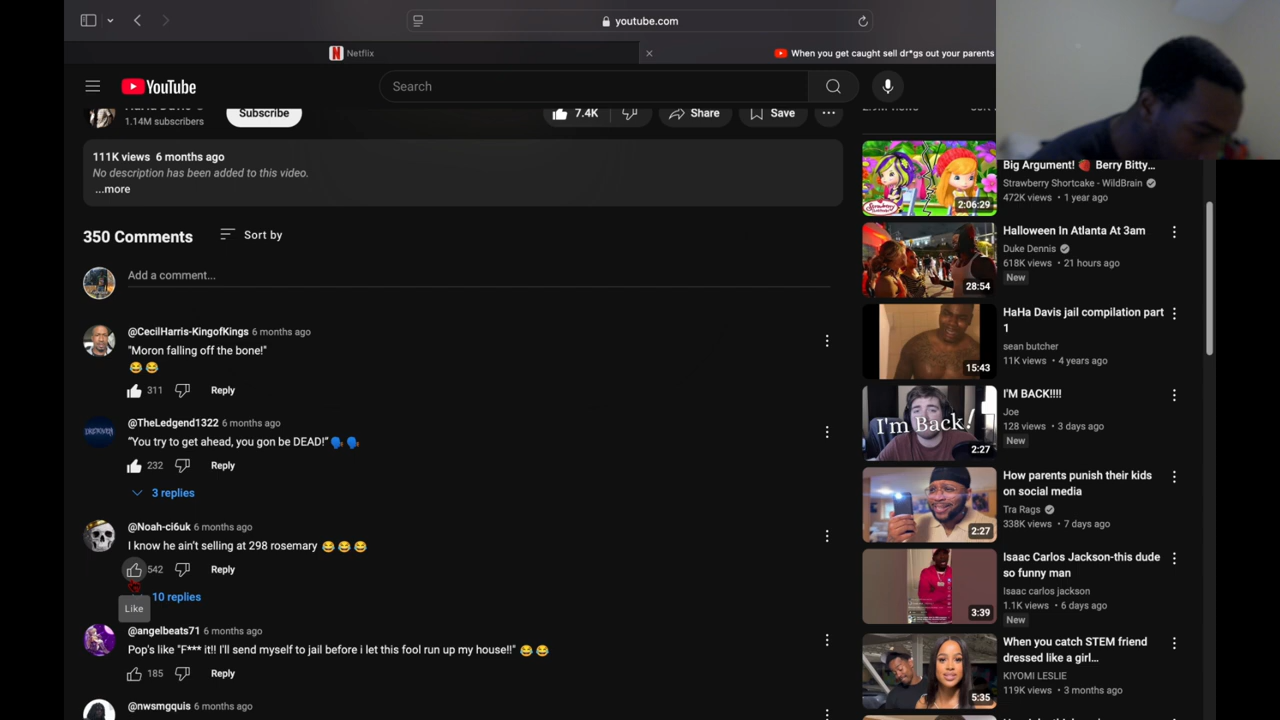 youtube.com
Netflix
When you get caught sell dr*gs out your parents
YouTube
Search
1.14M subscribers
Subscribe
7.4K
Share
Save
111K views 6 months ago
No description has been added to this video.
...more
350 Comments
Sort by
Add a comment...
@CecilHarris-KingofKings 6 months ago
"Moron falling off the bone!"
311
Reply
@TheLedgend1322 6 months ago
“You try to get ahead, you gon be DEAD!”
232
Reply
3 replies
@Noah-ci6uk 6 months ago
I know he ain't selling at 298 rosemary
542
Reply
Like
10 replies
@angelbeats71 6 months ago
Pop's like "F*** it!! I'll send myself to jail before i let this fool run up my house!!"
185
Reply
@nwsmgquis 6 months ago
2:06:29
Big Argument! Berry Bitty...
Strawberry Shortcake - WildBrain
472K views • 1 year ago
28:54
Halloween In Atlanta At 3am
Duke Dennis
618K views • 21 hours ago
New
15:43
HaHa Davis jail compilation part
1
sean butcher
11K views • 4 years ago
I'm Back!
2:27
I'M BACK!!!!
Joe
128 views • 3 days ago
New
2:27
How parents punish their kids
on social media
Tra Rags
338K views • 7 days ago
3:39
Isaac Carlos Jackson-this dude
so funny man
Isaac carlos jackson
1.1K views • 6 days ago
New
5:35
When you catch STEM friend
dressed like a girl...
KIYOMI LESLIE
119K views • 3 months ago